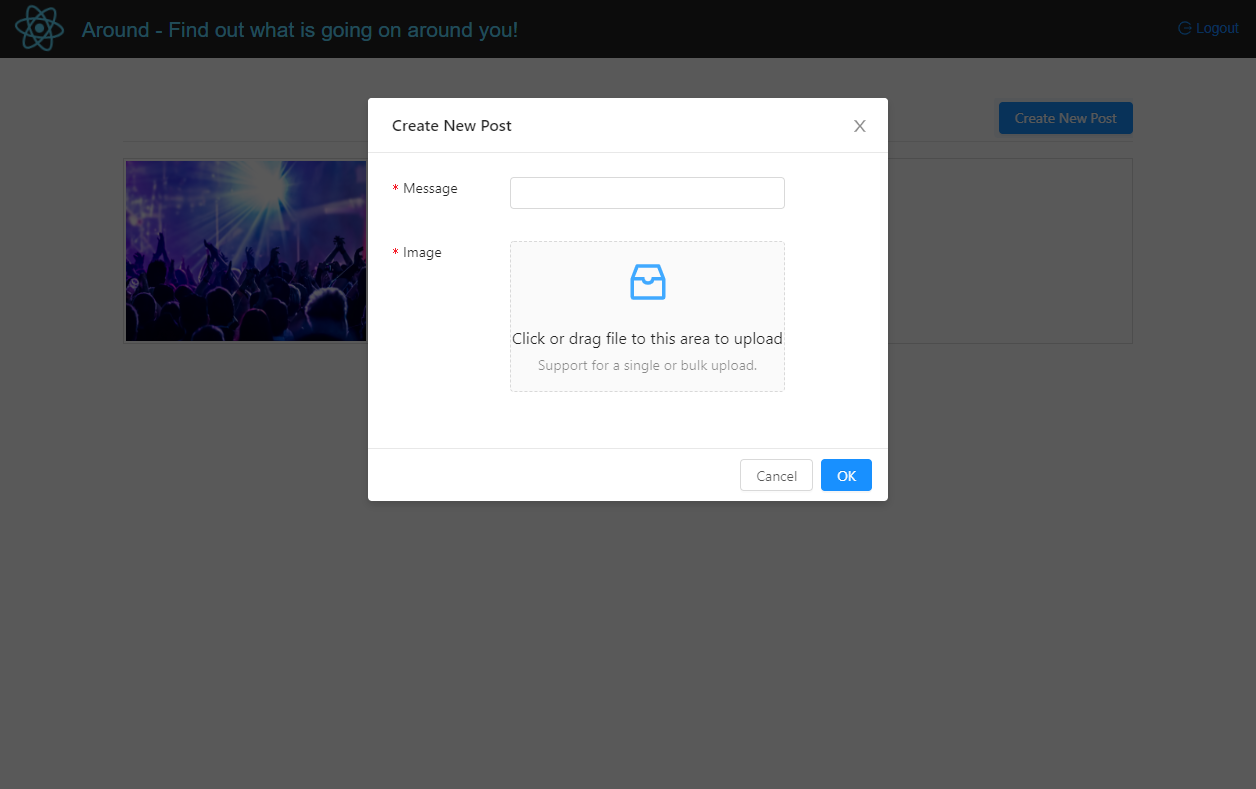 Around - Find out what is going on around you!
Logout
Create New Post
Create New Post
X
* Message
* Image
Click or drag file to this area to upload
Support for a single or bulk upload.
Cancel
OK